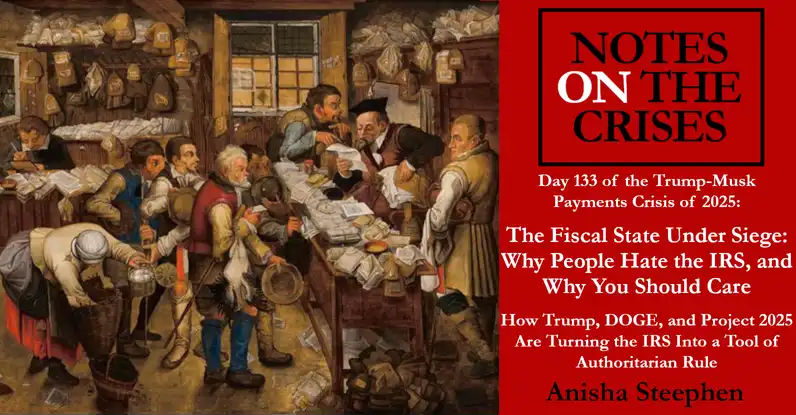 NOTES
ON THE
CRISES
Day 133 of the Trump-Musk
Payments Crisis of 2025:
The Fiscal State Under Siege:
Why People Hate the IRS, and
Why You Should Care
How Trump, DOGE, and Project 2025
Are Turning the IRS Into a Tool of
Authoritarian Rule
Anisha Steephen